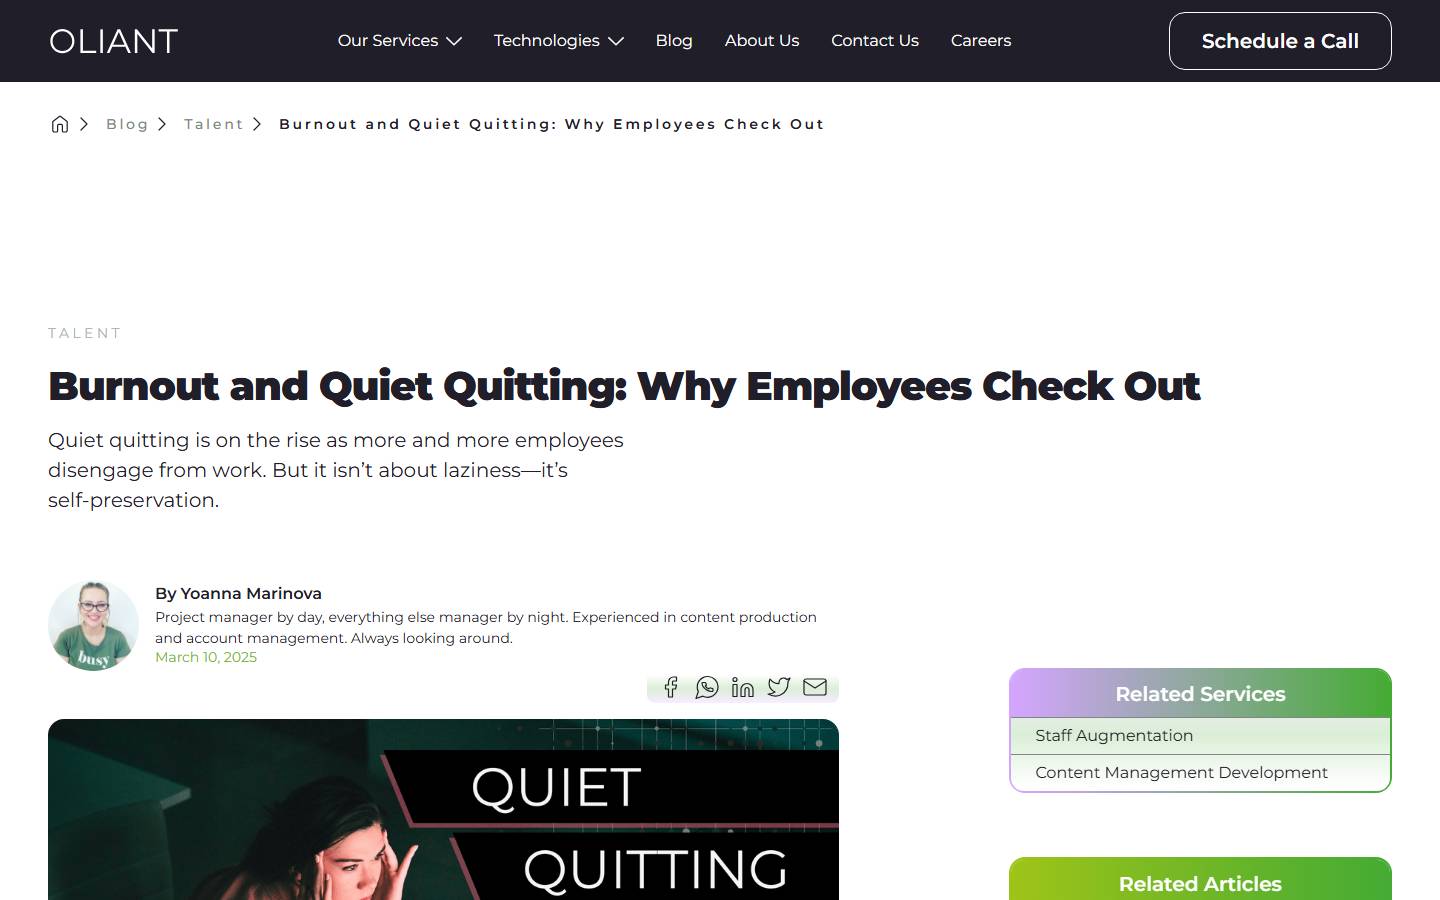 OLIANT
Our Services
Technologies
Blog
About Us
Contact Us
Careers
Schedule a Call
Blog
Talent
Burnout and Quiet Quitting: Why Employees Check Out
TALENT
Burnout and Quiet Quitting: Why Employees Check Out
Quiet quitting is on the rise as more and more employees
disengage from work. But it isn’t about laziness—it’s
self-preservation.
By Yoanna Marinova
Project manager by day, everything else manager by night. Experienced in content production
and account management. Always looking around.
March 10, 2025
busy
QUIET
QUITTING
Related Services
Staff Augmentation
Content Management Development
Related Articles